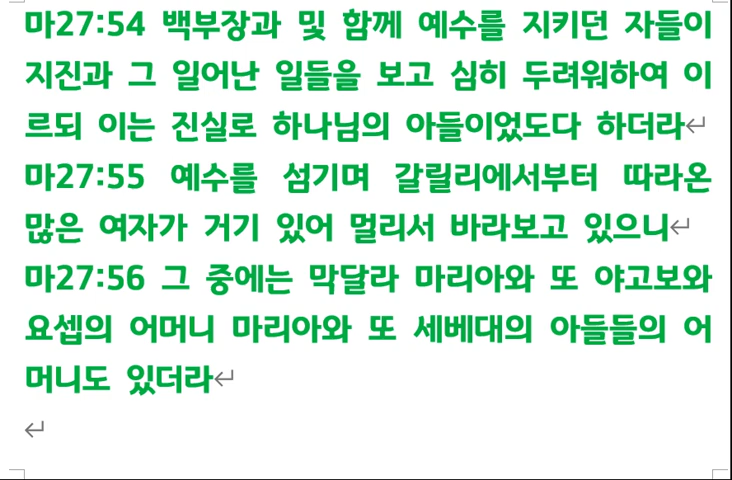 마27:54 백부장과 및 함께 예수를 지키던 자들이
지진과 그 일어난 일들을 보고 심히 두려워하여 이
르되 이는 진실로 하나님의 아들이었도다 하더라↵
마27:55 예수를 섬기며 갈릴리에서부터 따라온
많은 여자가 거기 있어 멀리서 바라보고 있으니↵
마27:56 그 중에는 막달라 마리아와 또 야고보와
요셉의 어머니 마리아와 또 세베대의 아들들의 어
머니도 있더라↵
↵